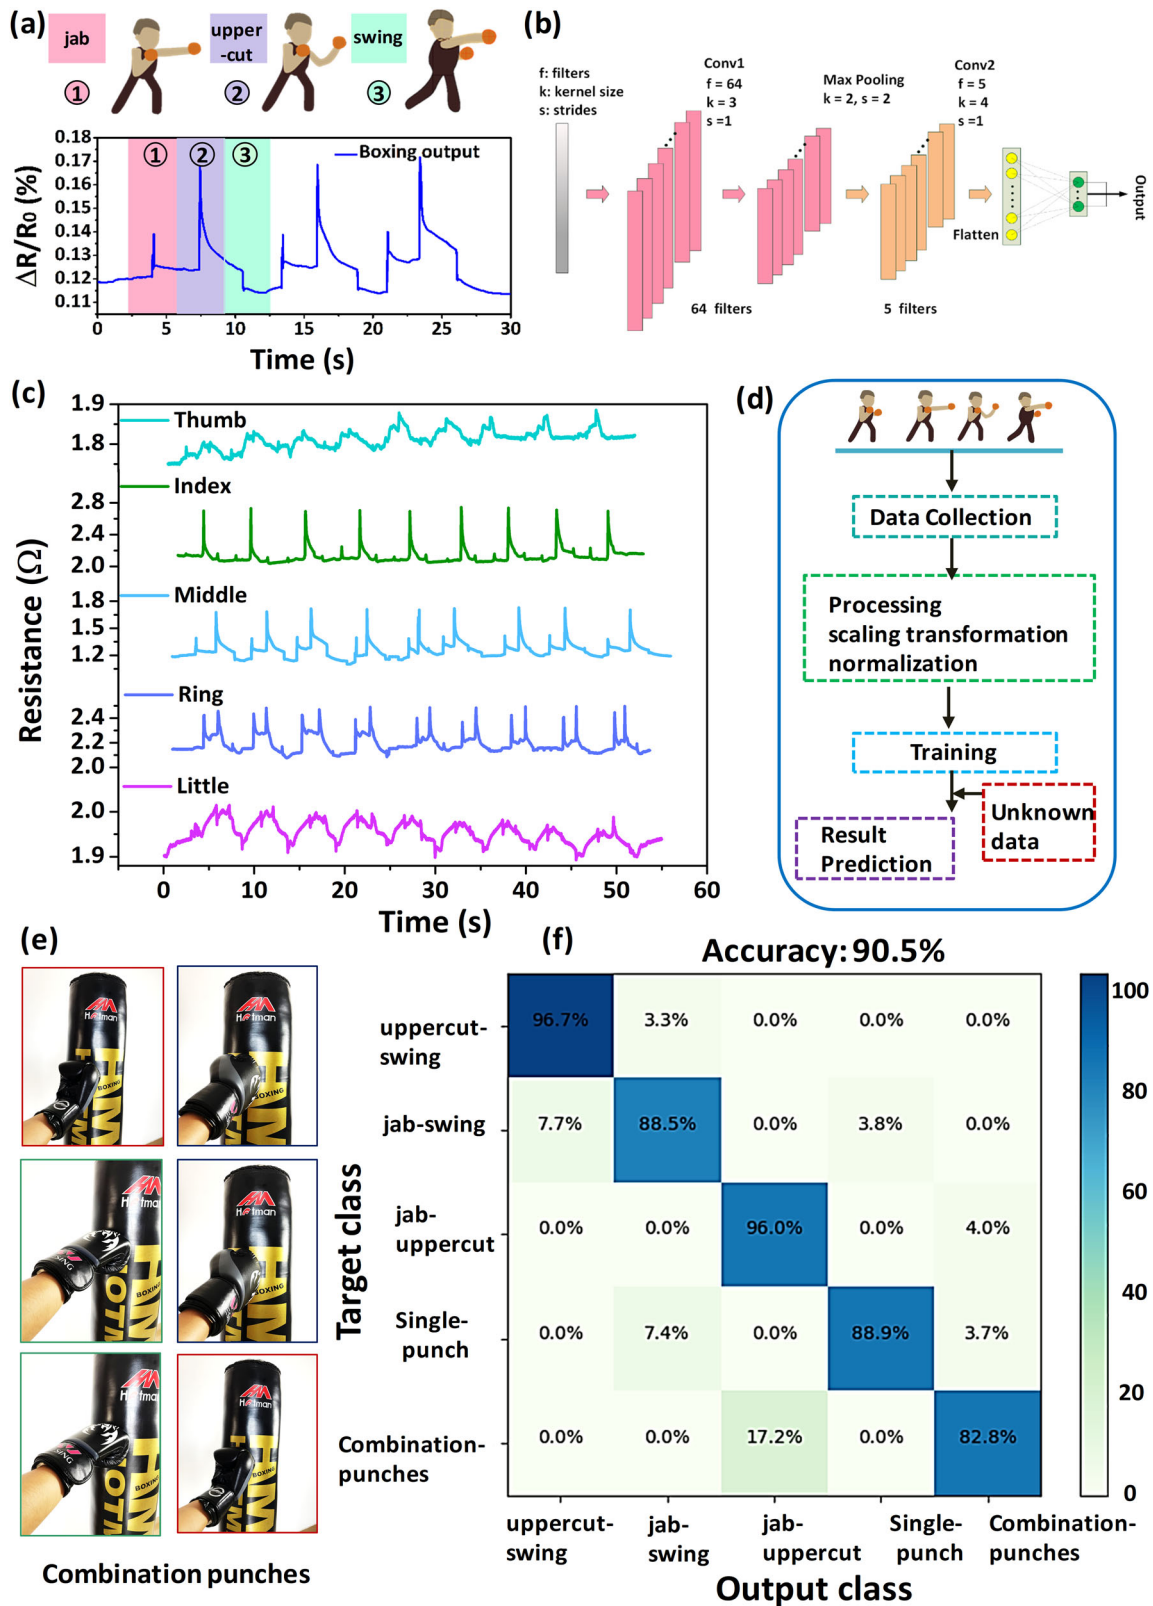 (a)
jab
upper
-cut
swing
1
2
3
0.18
0.17
0.16
0.15
0.14
0.13
0.12
0.11
ΔR/R0 (%)
1
2
3
Boxing output
0
5
10
15
20
25
30
Time (s)
(b)
f: filters
k: kernel size
s: strides
Conv1
f = 64
k = 3
s =1
Max Pooling
k = 2, s = 2
Conv2
f = 5
k = 4
s =1
Flatten
Output
64 filters
5 filters
(c)
1.9
1.8
Thumb
Index
2.8
2.4
2.0
Middle
1.8
1.5
1.2
Ring
2.4
2.2
2.0
Little
2.0
1.9
Resistance (Ω)
0
10
20
30
40
50
60
Time (s)
(d)
Data Collection
Processing
scaling transformation
normalization
Training
Unknown
data
Result
Prediction
(e)
Combination punches
(f)
Accuracy: 90.5%
Target class
uppercut-
swing
96.7% 3.3% 0.0% 0.0% 0.0%
jab-swing
7.7% 88.5% 0.0% 3.8% 0.0%
jab-
uppercut
0.0% 0.0% 96.0% 0.0% 4.0%
Single-
punch
0.0% 7.4% 0.0% 88.9% 3.7%
Combination-
punches
0.0% 0.0% 17.2% 0.0% 82.8%
uppercut-
swing
jab-
swing
jab-
uppercut
Single-
punch
Combination-
punches
Output class
100
80
60
40
20
0